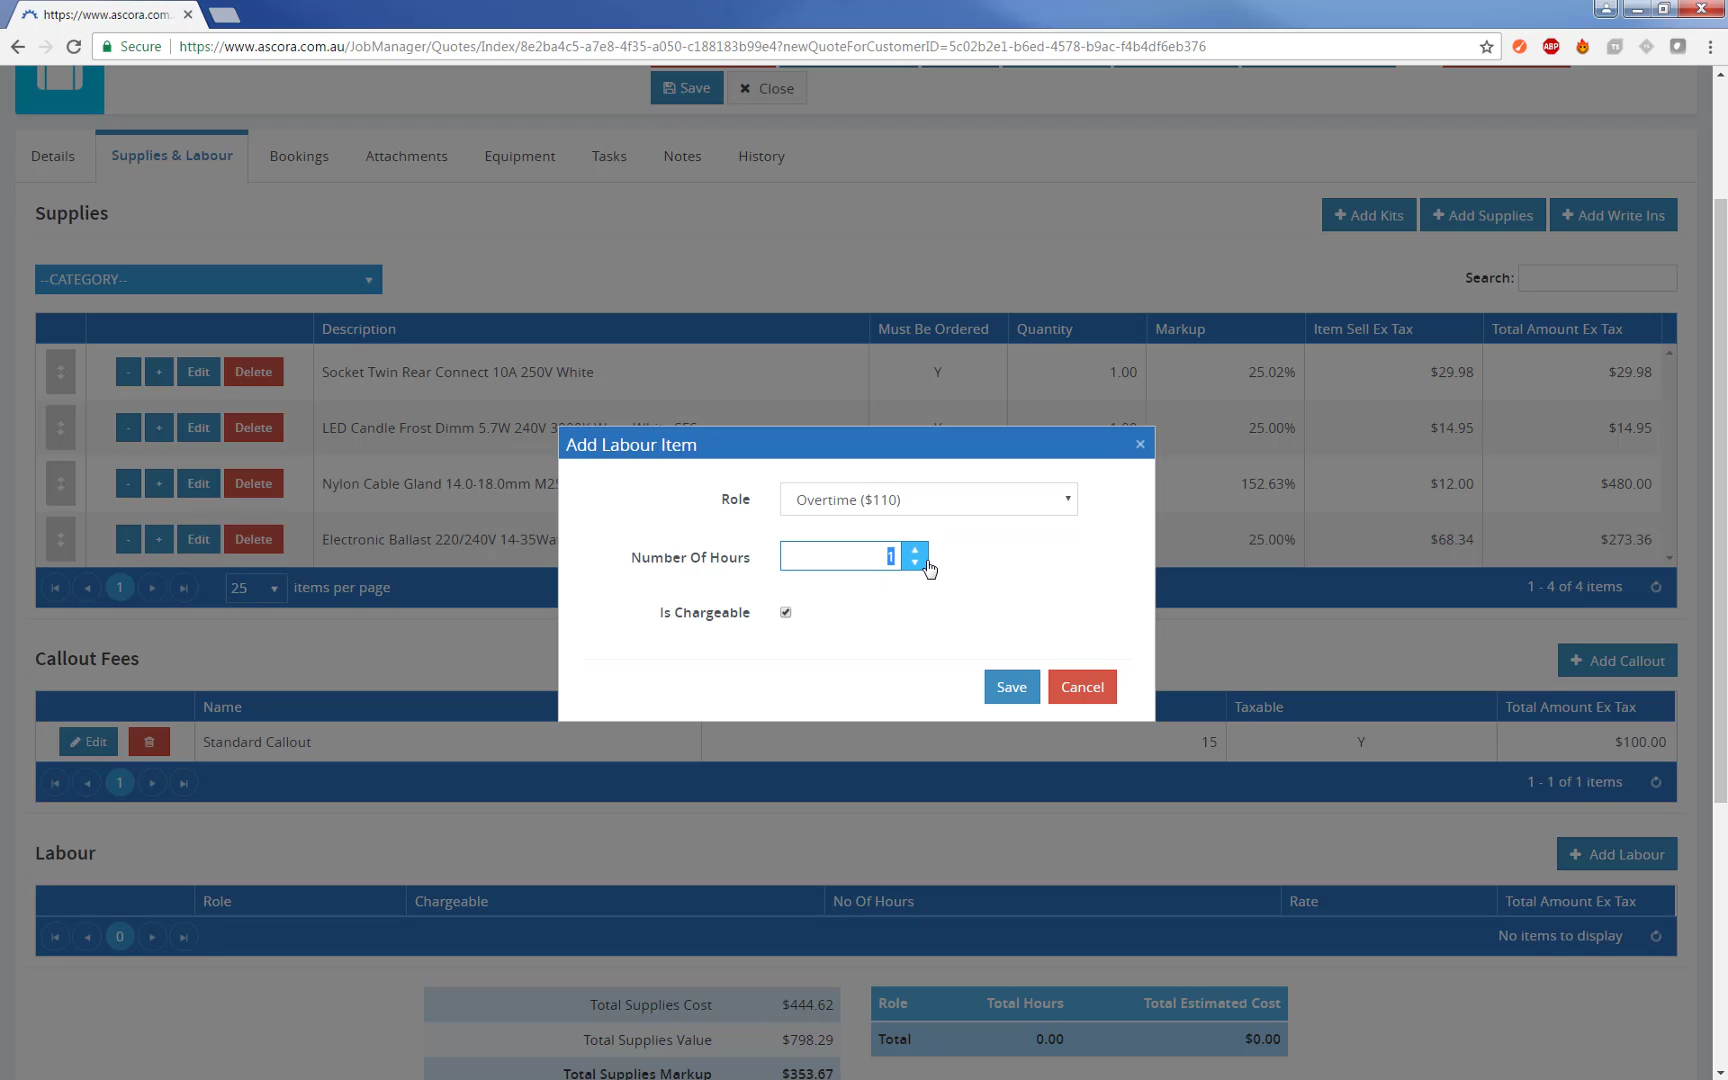 https://www.ascora.com.
Secure https://www.ascora.com.au/JobManager/Quotes/Index/8e2ba4c5-a7e8-4f35-a050-c188183b99e4?newQuoteForCustomerID=5c02b2e1-b6ed-4578-b9ac-f4b4df6eb376
ABP TS
Save Close
Details Supplies & Labour Bookings Attachments Equipment Tasks Notes History
Supplies + Add Kits + Add Supplies + Add Write Ins
--CATEGORY-- Search:
Description Must Be Ordered Quantity Markup Item Sell Ex Tax Total Amount Ex Tax
- + Edit Delete Socket Twin Rear Connect 10A 250V White Y 1.00 25.02% $29.98 $29.98
- + Edit Delete LED Candle Frost Dimm 5.7W 240V 25.00% $14.95 $14.95
Add Labour Item ×
- + Edit Delete Nylon Cable Gland 14.0-18.0mm 152.63% $12.00 $480.00
Role Overtime ($110)
- + Edit Delete Electronic Ballast 220/240V 25.00% $68.34 $273.36
Number Of Hours 1
1 25 items per page 1 - 4 of 4 items
Is Chargeable
Callout Fees + Add Callout
Save Cancel
Name Taxable Total Amount Ex Tax
Edit Standard Callout 15 Y $100.00
1 1 - 1 of 1 items
Labour + Add Labour
Role Chargeable No Of Hours Rate Total Amount Ex Tax
0 No items to display
Total Supplies Cost $444.62
Total Supplies Value $798.29
Total Supplies Markup $353.67
Role Total Hours Total Estimated Cost
Total 0.00 $0.00